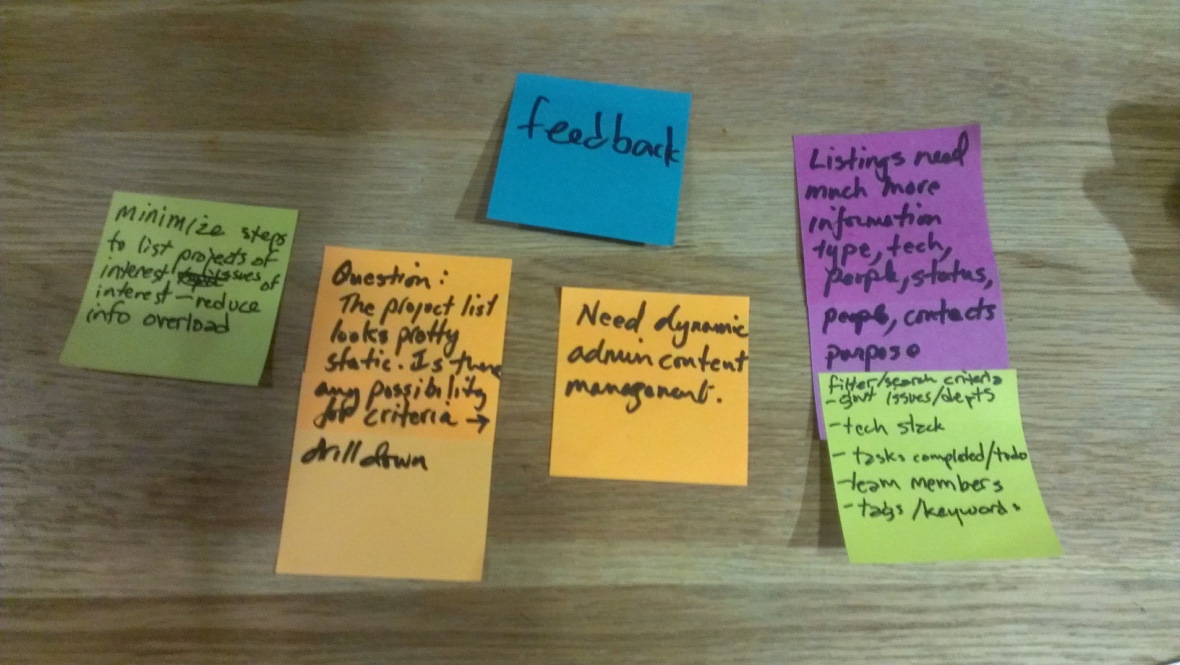 feedback
minimize steps
to list projects of
interest / issues of
interest – reduce
info overload
Question:
The project list
looks pretty
static. Is there
any possibility
for criteria →
drill down
Need dynamic
admin content
management.
Listings need
much more
information
type, tech,
people, status,
people, contacts
purpose
filter/search criteria
- gov't issues/depts
- tech stack
- tasks completed/todo
- team members
- tags/keywords